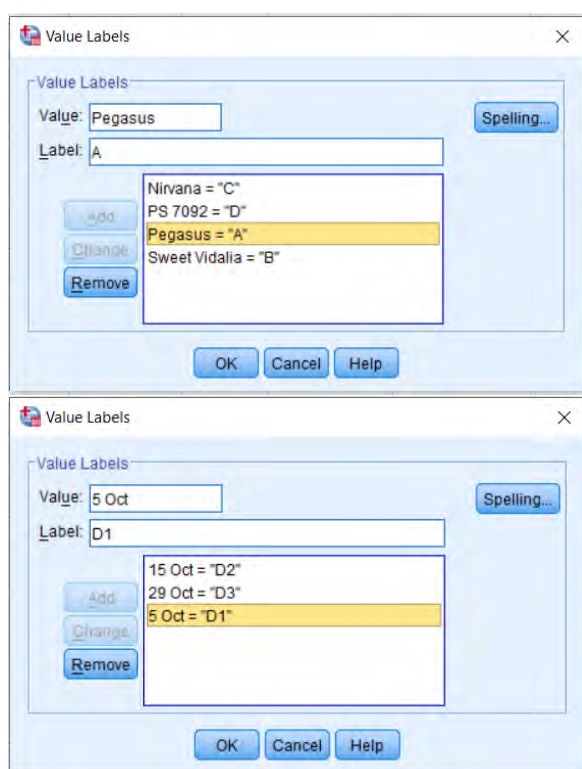 Value Labels
Value Labels
Value: Pegasus
Spelling...
Label: A
Nirvana = "C"
PS 7092 = "D"
Add
Pegasus = "A"
Change
Sweet Vidalia = "B"
Remove
OK Cancel Help
Value Labels
Value Labels
Value: 5 Oct
Spelling...
Label: D1
15 Oct = "D2"
29 Oct = "D3"
Add
5 Oct = "D1"
Change
Remove
OK Cancel Help